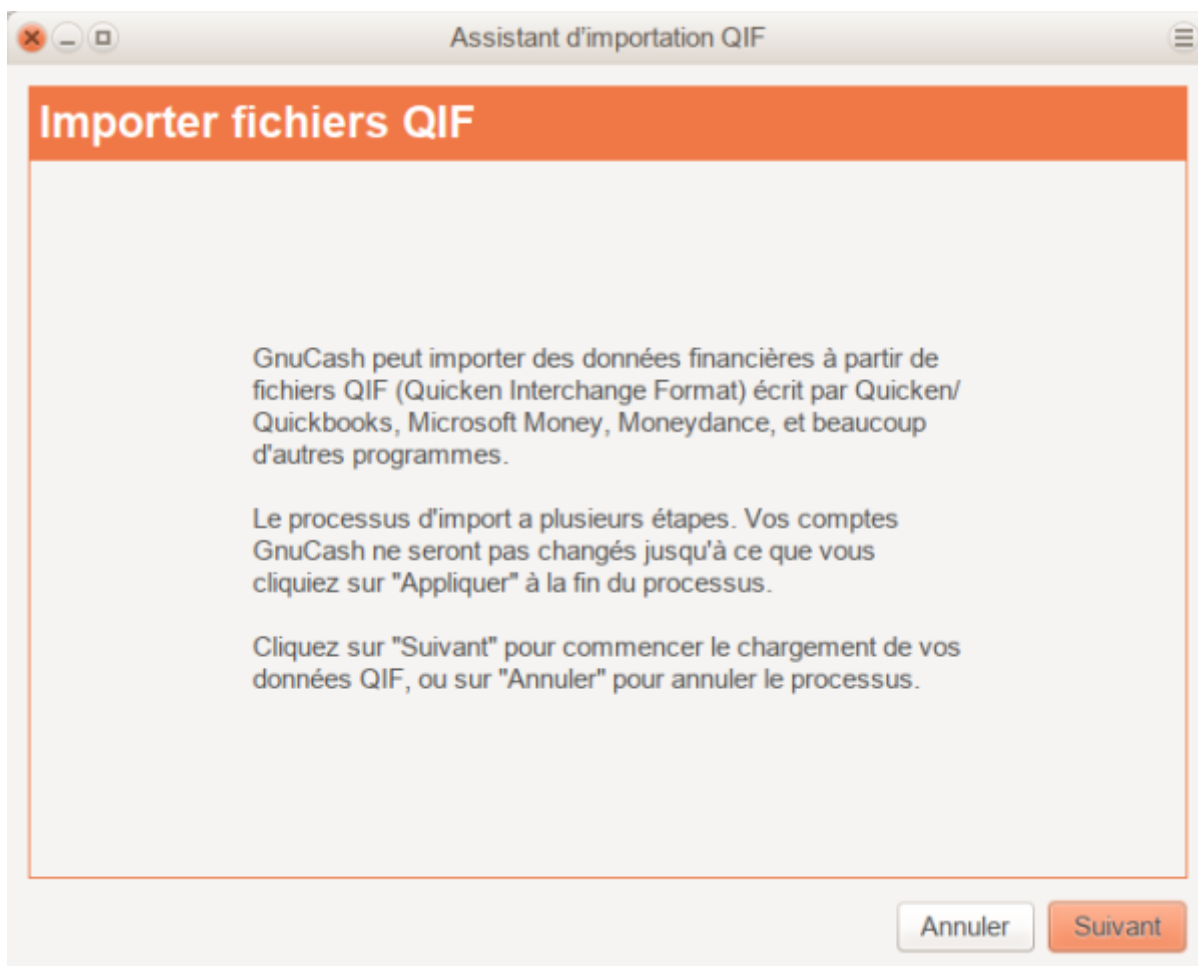 Assistant d'importation QIF
Importer fichiers QIF
GnuCash peut importer des données financières à partir de
fichiers QIF (Quicken Interchange Format) écrit par Quicken/
Quickbooks, Microsoft Money, Moneydance, et beaucoup
d'autres programmes.
Le processus d'import a plusieurs étapes. Vos comptes
GnuCash ne seront pas changés jusqu'à ce que vous
cliquiez sur "Appliquer" à la fin du processus.
Cliquez sur "Suivant" pour commencer le chargement de vos
données QIF, ou sur "Annuler" pour annuler le processus.
Annuler
Suivant